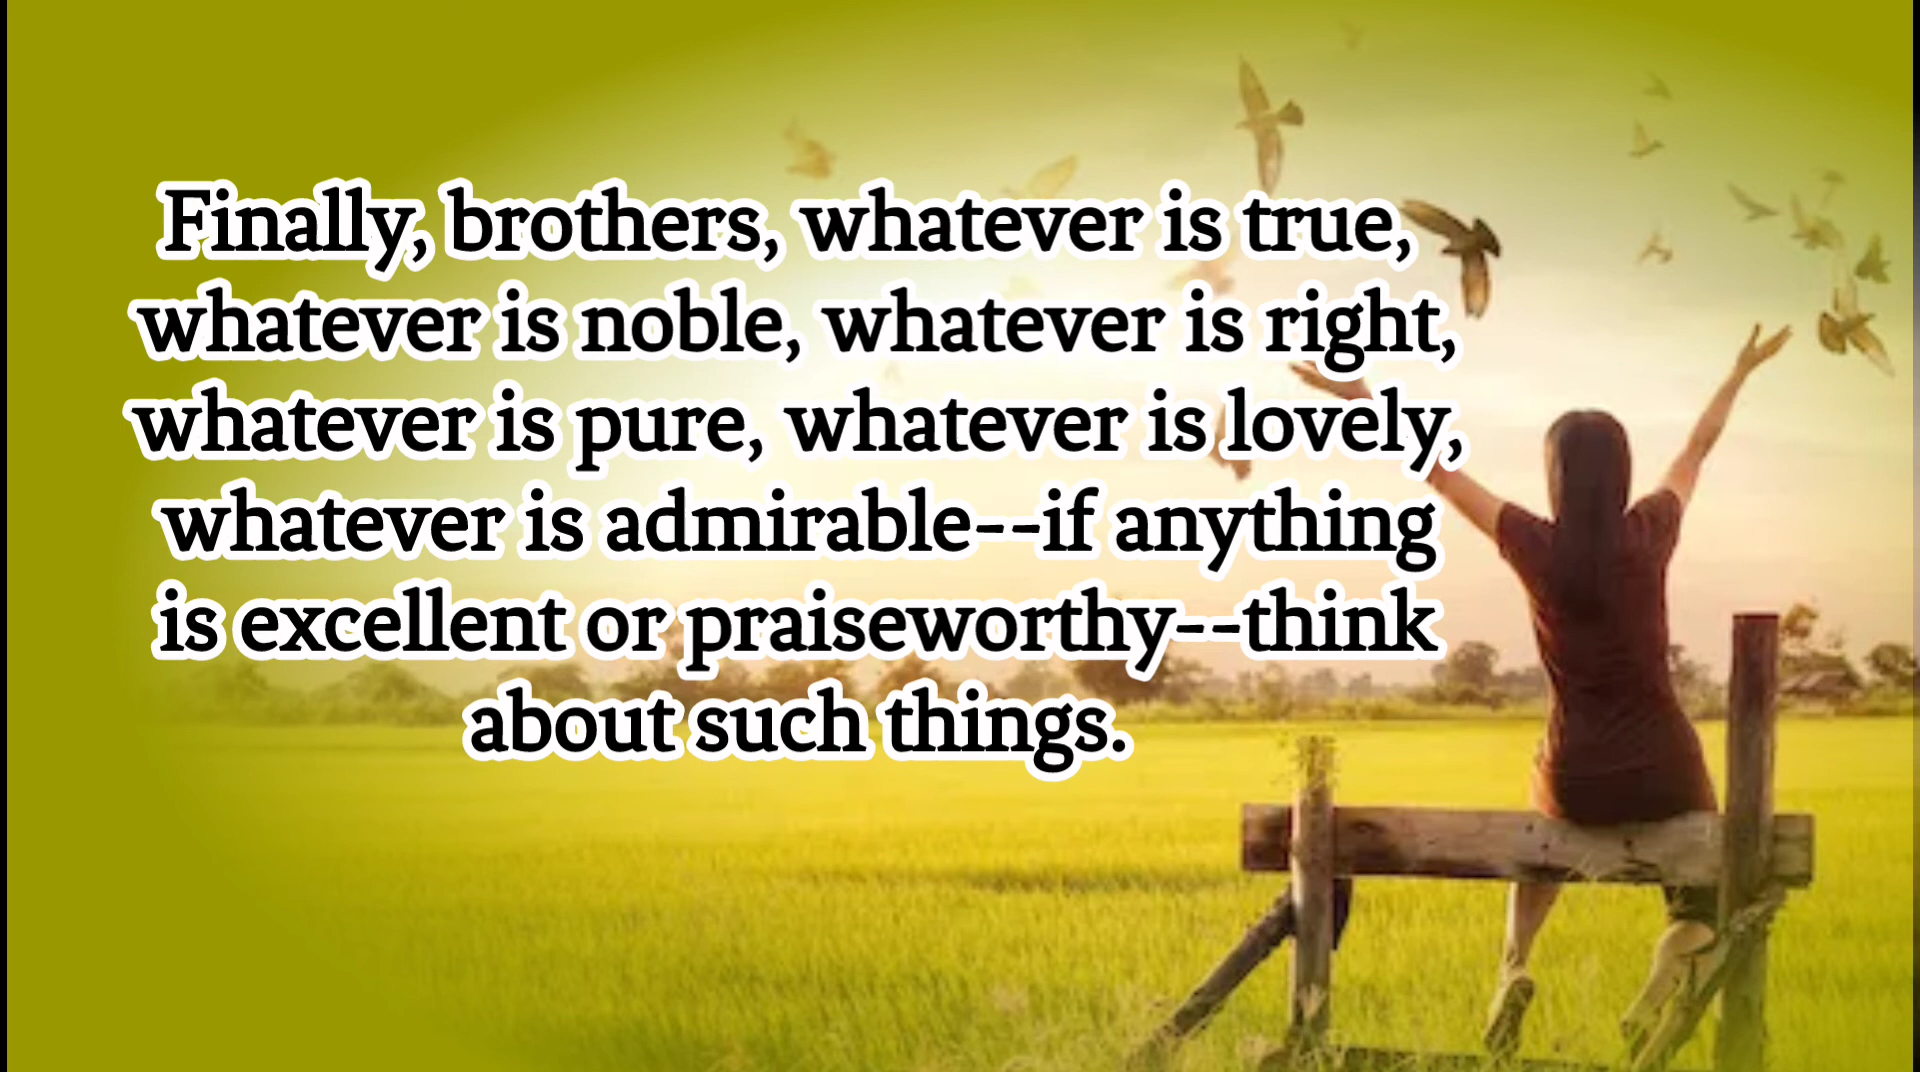 Finally, brothers, whatever is true,
whatever is noble, whatever is right,
whatever is pure, whatever is lovely,
whatever is admirable--if anything
is excellent or praiseworthy--think
about such things.